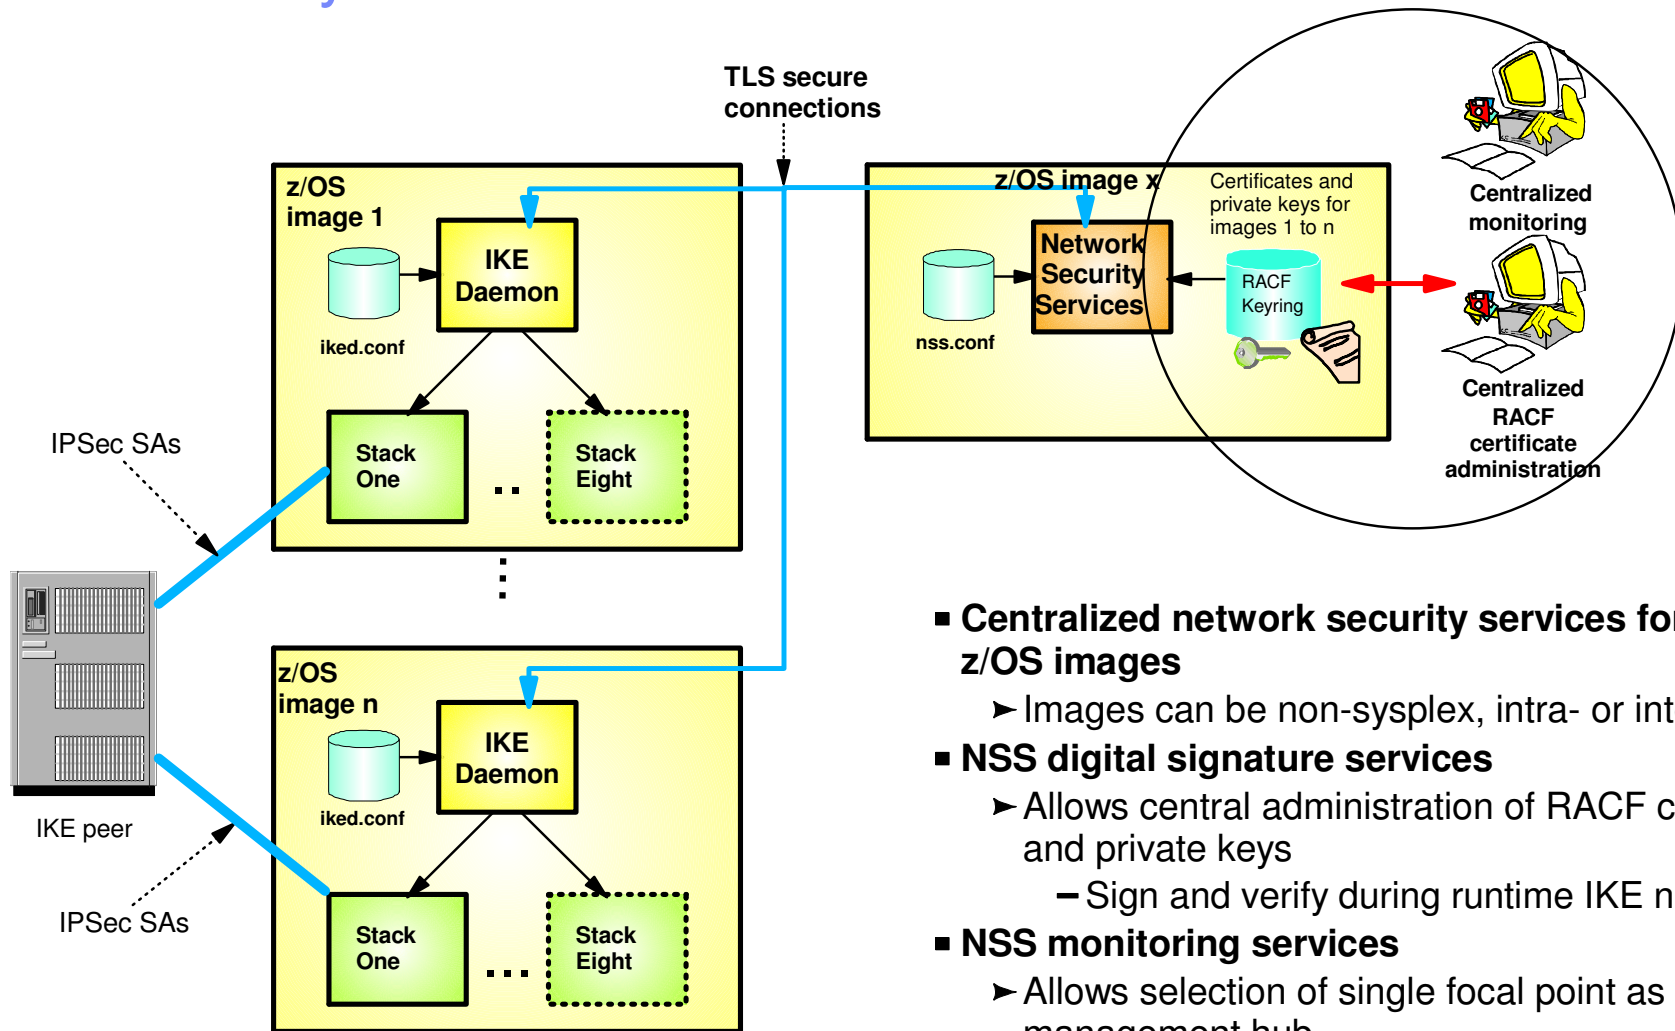 TLS secure
connections
z/OS
image 1
IKE
Daemon
iked.conf
Stack
One
..
Stack
Eight
IPSec SAs
z/OS image x
Certificates and
private keys for
images 1 to n
Network
Security
Services
nss.conf
RACF
Keyring
Centralized
monitoring
Centralized
RACF
certificate
administration
IKE peer
z/OS
image n
IKE
Daemon
iked.conf
Stack
One
...
Stack
Eight
IPSec SAs
Centralized network security services for
z/OS images
Images can be non-sysplex, intra- or
NSS digital signature services
Allows central administration of RACF
and private keys
Sign and verify during runtime IKE
NSS monitoring services
Allows selection of single focal point as
management hub